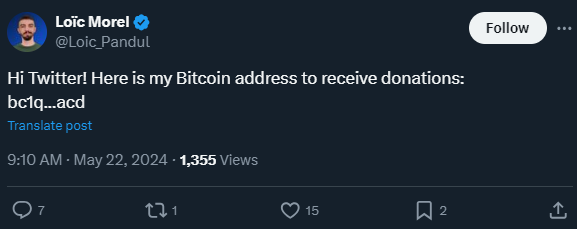 Loïc Morel
@Loic_Pandul
Follow
Hi Twitter! Here is my Bitcoin address to receive donations:
bc1q...acd
Translate post
9:10 AM · May 22, 2024 · 1,355 Views
7 1 15 2